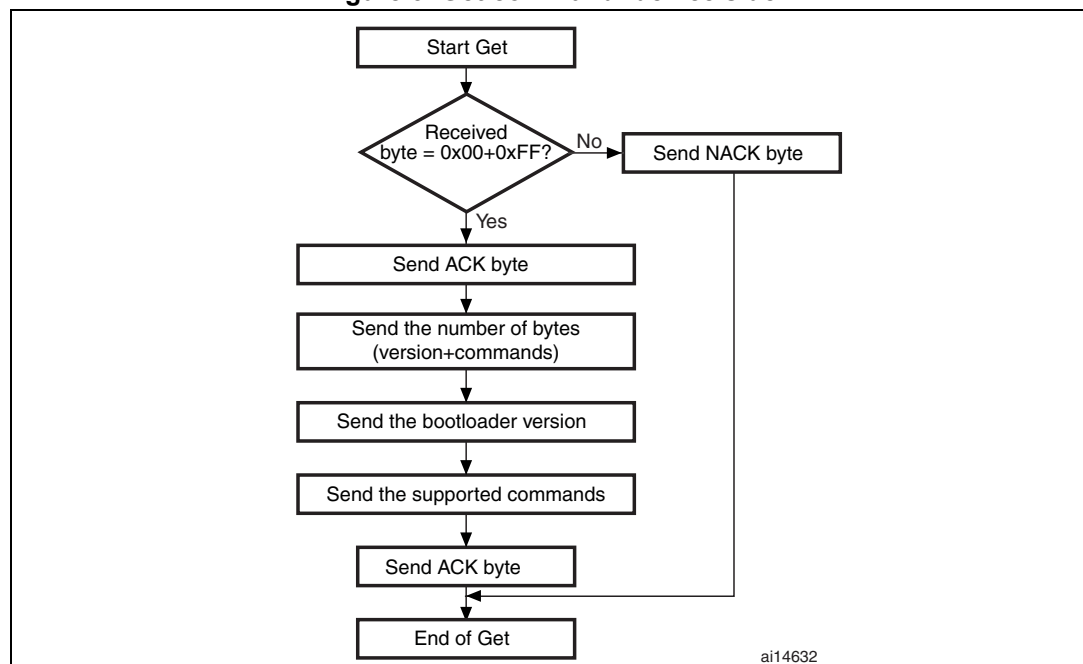 Start Get
Received
byte = 0x00+0xFF?
No
Send NACK byte
Yes
Send ACK byte
Send the number of bytes
(version+commands)
Send the bootloader version
Send the supported commands
Send ACK byte
End of Get
ai14632